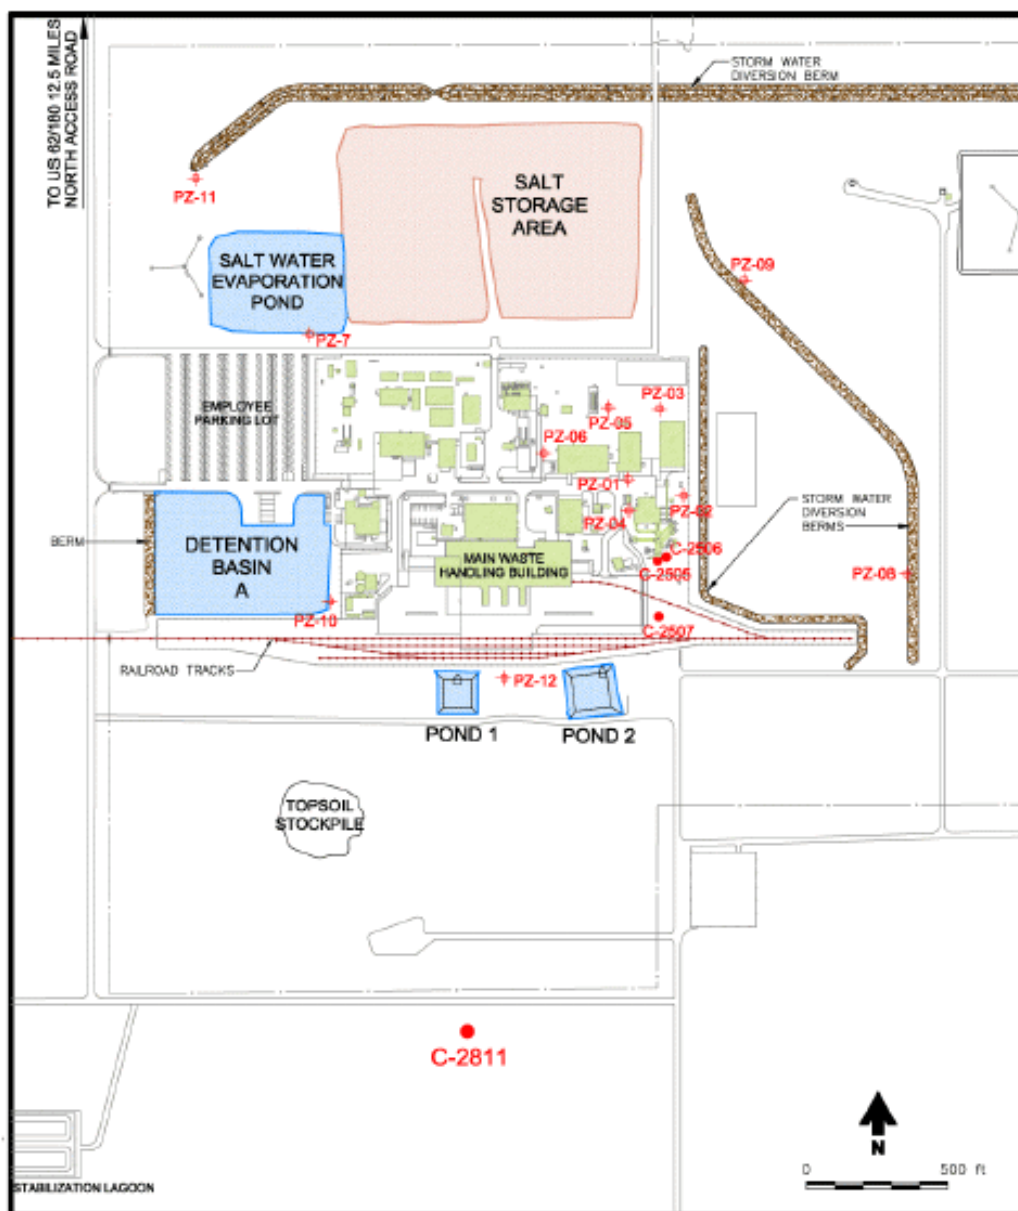 TO US 62/180 12.5 MILES
NORTH ACCESS ROAD
STORM WATER
DIVERSION BERM
PZ-11
SALT
STORAGE
AREA
SALT WATER
EVAPORATION
POND
PZ-09
PZ-7
EMPLOYEE
PARKING LOT
PZ-03
PZ-05
PZ-06
PZ-01
PZ-02
PZ-04
STORM WATER
DIVERSION
BERMS
BERM
DETENTION
BASIN
A
MAIN WASTE
HANDLING BUILDING
C-2506
C-2505
PZ-08
PZ-10
C-2507
RAILROAD TRACKS
PZ-12
POND 1
POND 2
TOPSOIL
STOCKPILE
C-2811
N
0 500 ft
STABILIZATION LAGOON